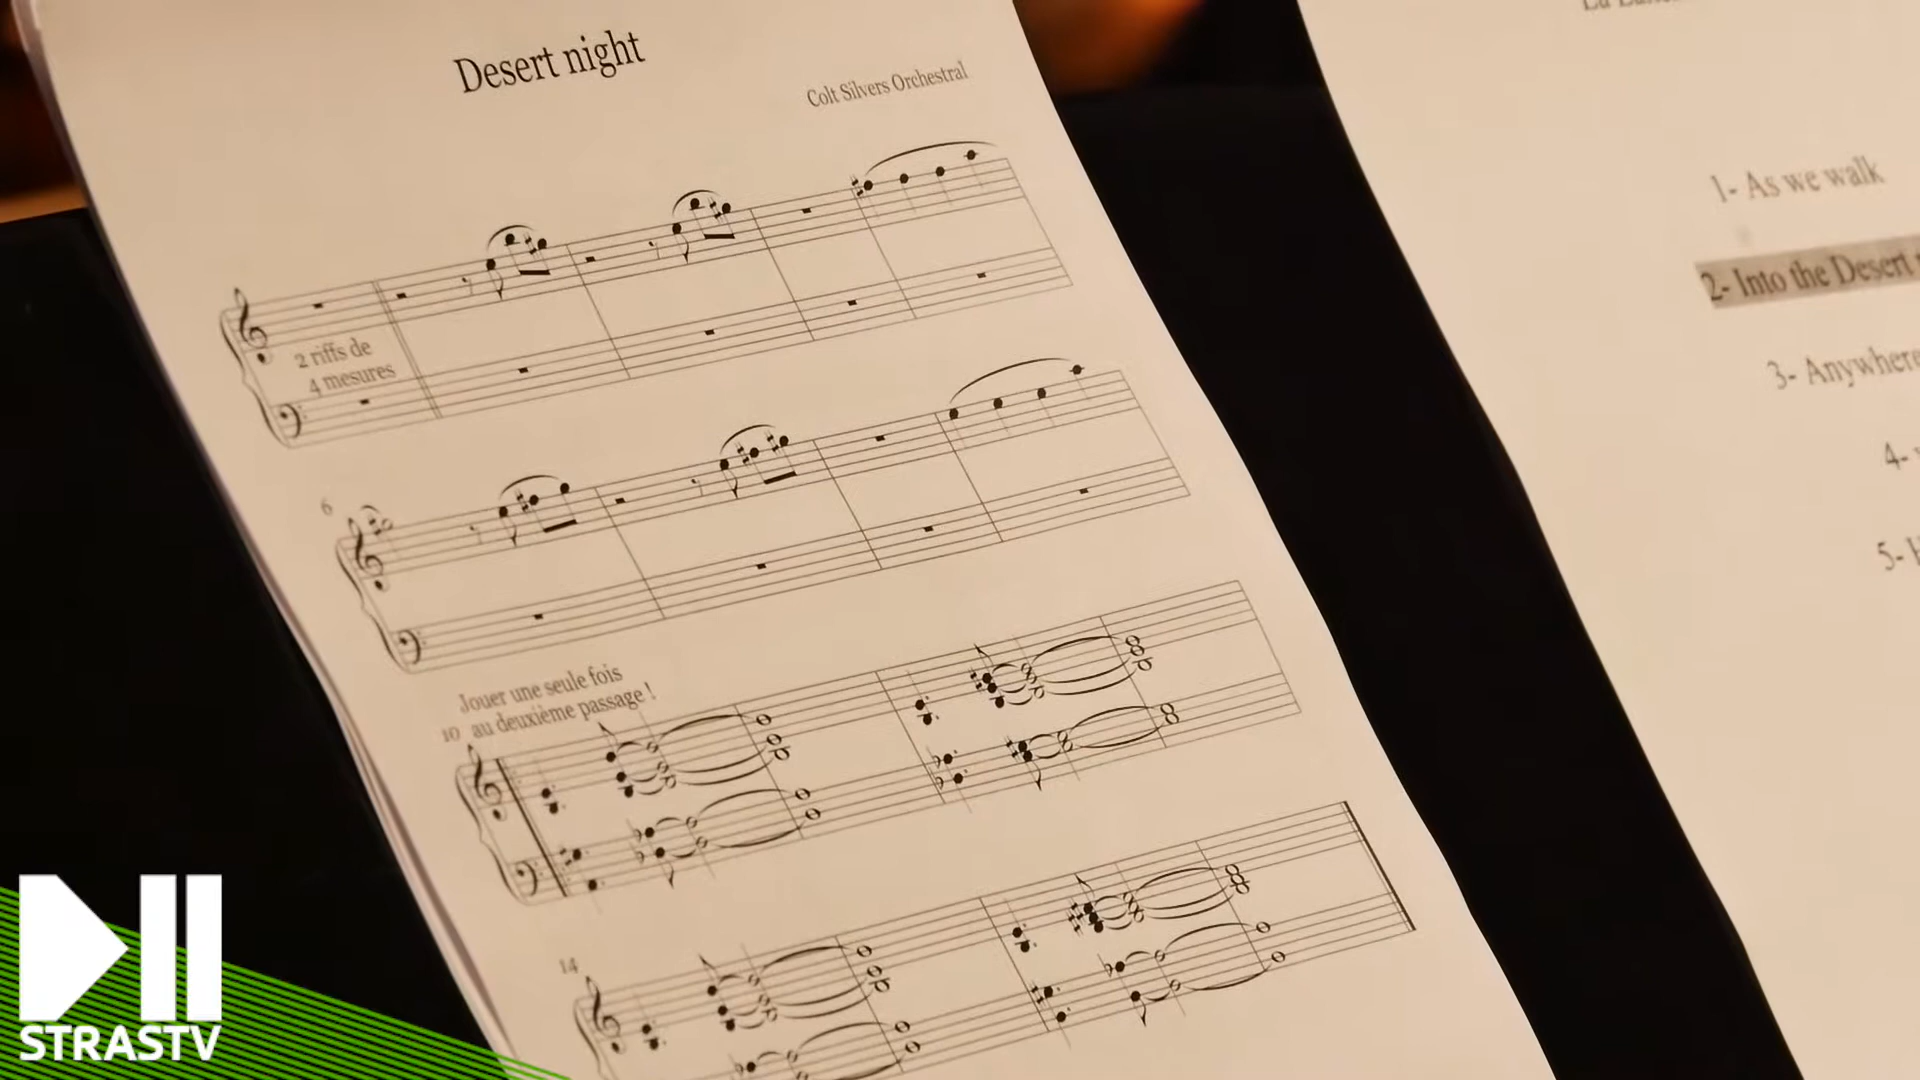 Desert night
Colt Silvers Orchestral
2 riffs de
4 mesures
6
Jouer une seule fois
10 au deuxième passage !
14
1- As we walk
2- Into the Desert
3- Anywhere
4-
5-
STRASTV